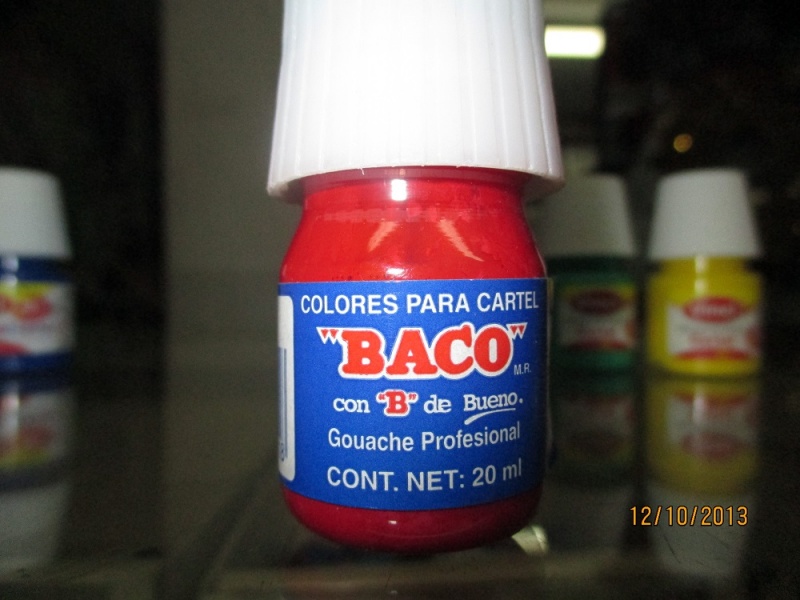 COLORES PARA CARTEL
"BACO"
M.R.
con "B" de Bueno.
Gouache Profesional
CONT. NET: 20 ml
12/10/2013